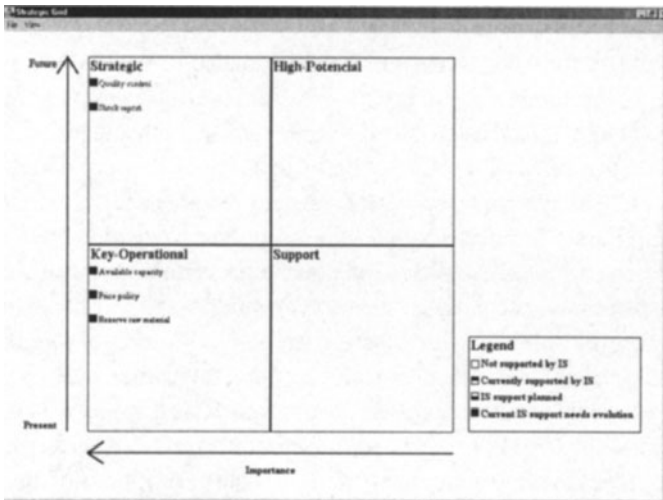 Strategic Grid
File View
Future
Strategic
Quality control
High-Potencial
Key-Operational
Available capacity
Price policy
Reserve raw material
Support
Legend
Not supported by IS
Currently supported by IS
IS support planned
Current IS support needs evolution
Present
Importance